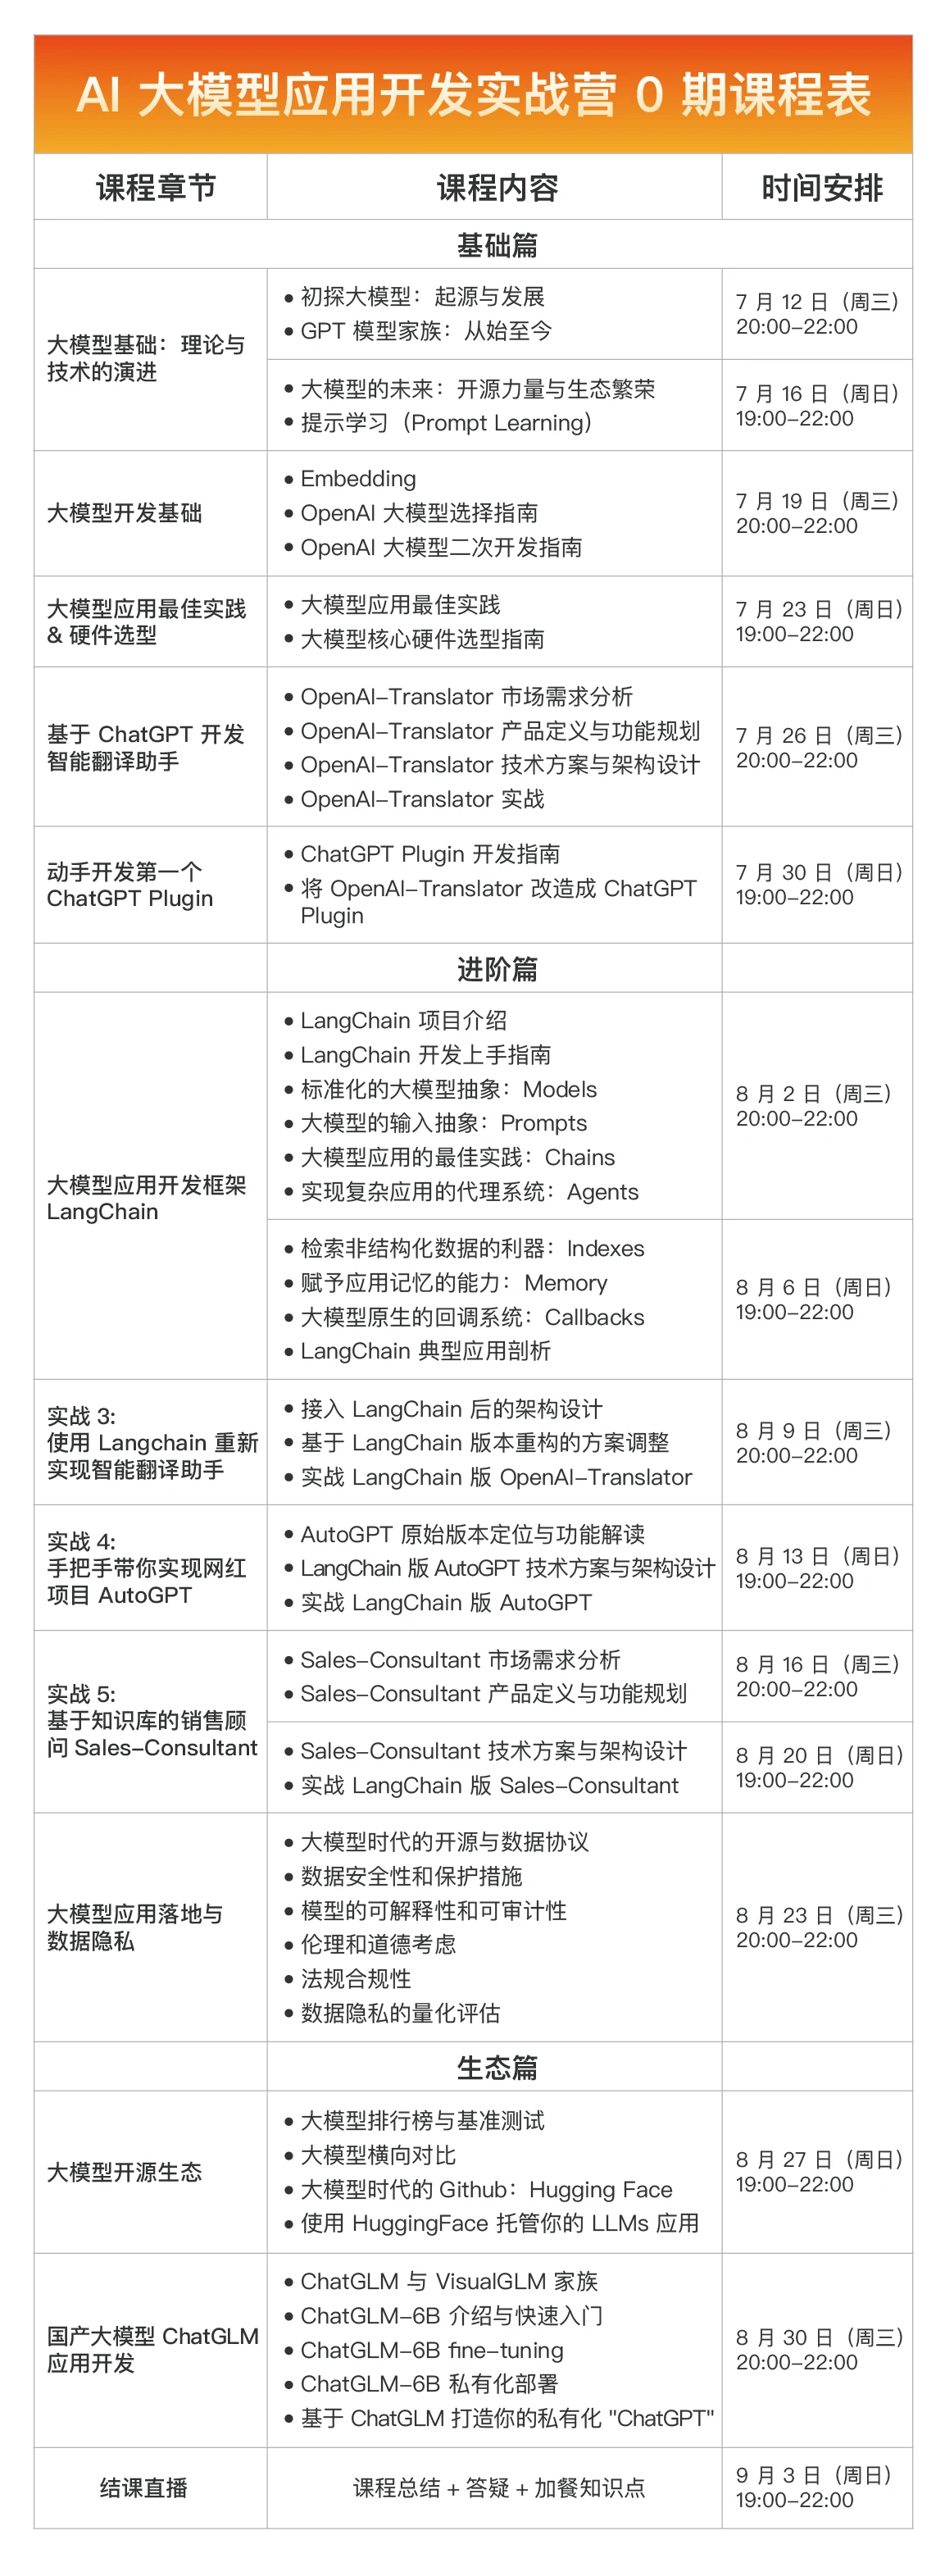 AI 大模型应用开发实战营 0 期课程表
课程章节
课程内容
时间安排
基础篇
大模型基础：理论与
技术的演进
• 初探大模型：起源与发展
• GPT 模型家族：从始至今
7 月 12 日（周三）
20:00-22:00
• 大模型的未来：开源力量与生态繁荣
• 提示学习（Prompt Learning）
7 月 16 日（周日）
19:00-22:00
大模型开发基础
• Embedding
• OpenAI 大模型选择指南
• OpenAI 大模型二次开发指南
7 月 19 日（周三）
20:00-22:00
大模型应用最佳实践
& 硬件选型
• 大模型应用最佳实践
• 大模型核心硬件选型指南
7 月 23 日（周日）
19:00-22:00
基于 ChatGPT 开发
智能翻译助手
• OpenAI-Translator 市场需求分析
• OpenAI-Translator 产品定义与功能规划
• OpenAI-Translator 技术方案与架构设计
• OpenAI-Translator 实战
7 月 26 日（周三）
20:00-22:00
动手开发第一个
ChatGPT Plugin
• ChatGPT Plugin 开发指南
• 将 OpenAI-Translator 改造成 ChatGPT
Plugin
7 月 30 日（周日）
19:00-22:00
进阶篇
大模型应用开发框架
LangChain
• LangChain 项目介绍
• LangChain 开发上手指南
• 标准化的大模型抽象：Models
• 大模型的输入抽象：Prompts
• 大模型应用的最佳实践：Chains
• 实现复杂应用的代理系统：Agents
8 月 2 日（周三）
20:00-22:00
• 检索非结构化数据的利器：Indexes
• 赋予应用记忆的能力：Memory
• 大模型原生的回调系统：Callbacks
• LangChain 典型应用剖析
8 月 6 日（周日）
19:00-22:00
实战 3:
使用 Langchain 重新
实现智能翻译助手
• 接入 LangChain 后的架构设计
• 基于 LangChain 版本重构的方案调整
• 实战 LangChain 版 OpenAI-Translator
8 月 9 日（周三）
20:00-22:00
实战 4:
手把手带你实现网红
项目 AutoGPT
• AutoGPT 原始版本定位与功能解读
• LangChain 版 AutoGPT 技术方案与架构设计
• 实战 LangChain 版 AutoGPT
8 月 13 日（周日）
19:00-22:00
实战 5:
基于知识库的销售顾
问 Sales-Consultant
• Sales-Consultant 市场需求分析
• Sales-Consultant 产品定义与功能规划
8 月 16 日（周三）
20:00-22:00
• Sales-Consultant 技术方案与架构设计
• 实战 LangChain 版 Sales-Consultant
8 月 20 日（周日）
19:00-22:00
大模型应用落地与
数据隐私
• 大模型时代的开源与数据协议
• 数据安全性和保护措施
• 模型的可解释性和可审计性
• 伦理和道德考虑
• 法规合规性
• 数据隐私的量化评估
8 月 23 日（周三）
20:00-22:00
生态篇
大模型开源生态
• 大模型排行榜与基准测试
• 大模型横向对比
• 大模型时代的 Github：Hugging Face
• 使用 HuggingFace 托管你的 LLMs 应用
8 月 27 日（周日）
19:00-22:00
国产大模型 ChatGLM
应用开发
• ChatGLM 与 VisualGLM 家族
• ChatGLM-6B 介绍与快速入门
• ChatGLM-6B fine-tuning
• ChatGLM-6B 私有化部署
• 基于 ChatGLM 打造你的私有化 "ChatGPT"
8 月 30 日（周三）
20:00-22:00
结课直播
课程总结 + 答疑 + 加餐知识点
9 月 3 日（周日）
19:00-22:00